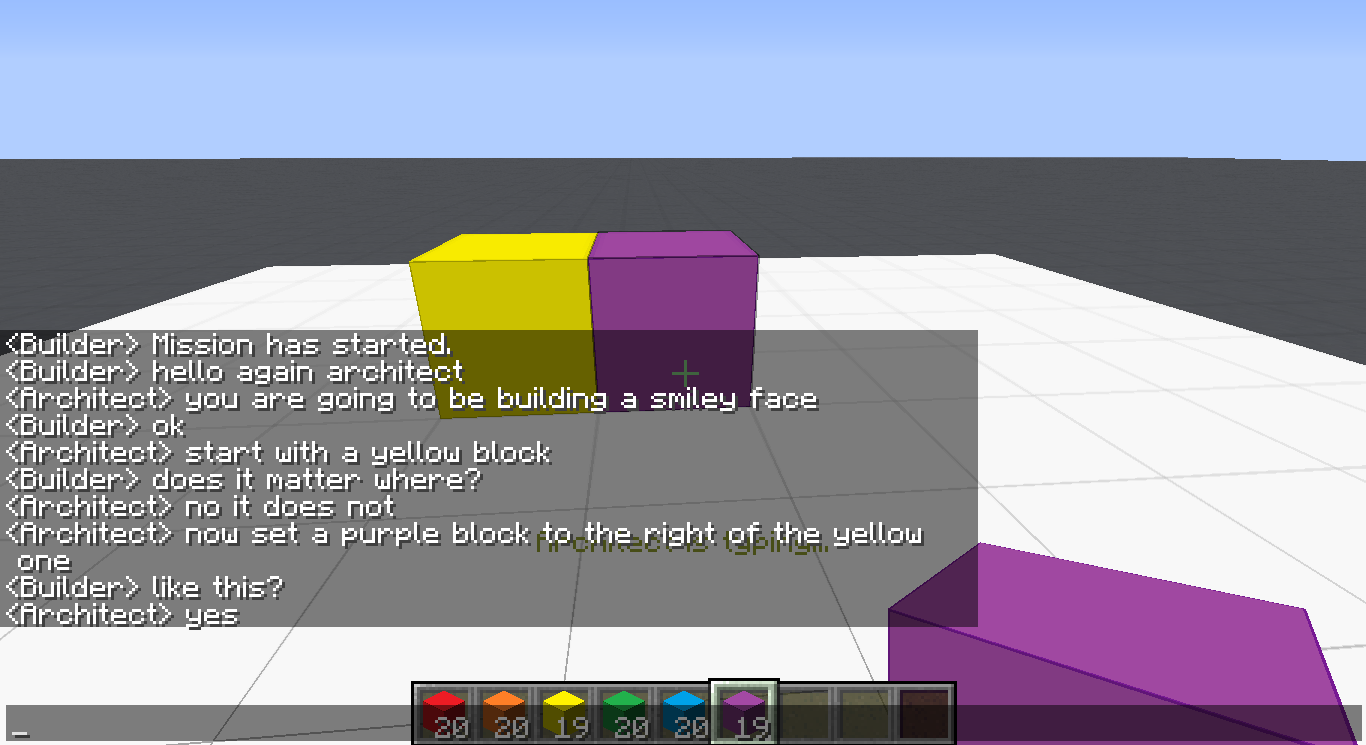 <Builder> Mission has started.
<Builder> hello again architect
<Architect> you are going to be building a smiley face
<Builder> ok
<Architect> start with a yellow block
<Builder> does it matter where?
<Architect> no it does not
<Architect> now set a purple block to the right of the yellow
one
Architect is typing...
<Builder> like this?
<Architect> yes
20 20 19 20 20 19
_